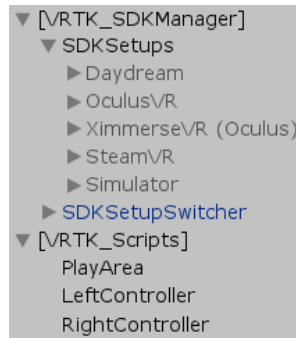 [VRTK_SDKManager]
SDKSetups
Daydream
OculusVR
XimmerseVR (Oculus)
SteamVR
Simulator
SDKSetupSwitcher
[VRTK_Scripts]
PlayArea
LeftController
RightController